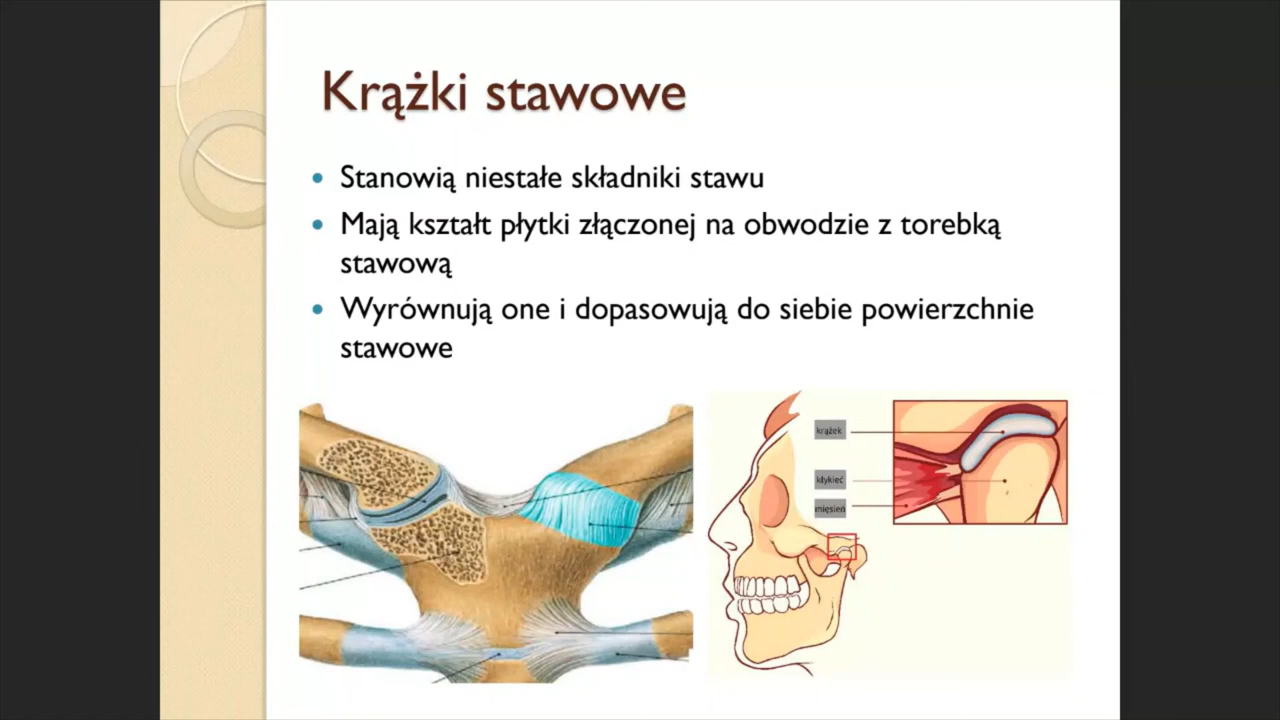 Krążki stawowe
• Stanowią niestałe składniki stawu
• Mają kształt płytki złączonej na obwodzie z torebką
stawową
• Wyrównują one i dopasowują do siebie powierzchnie
stawowe
krążek
kłykieć
mięsień